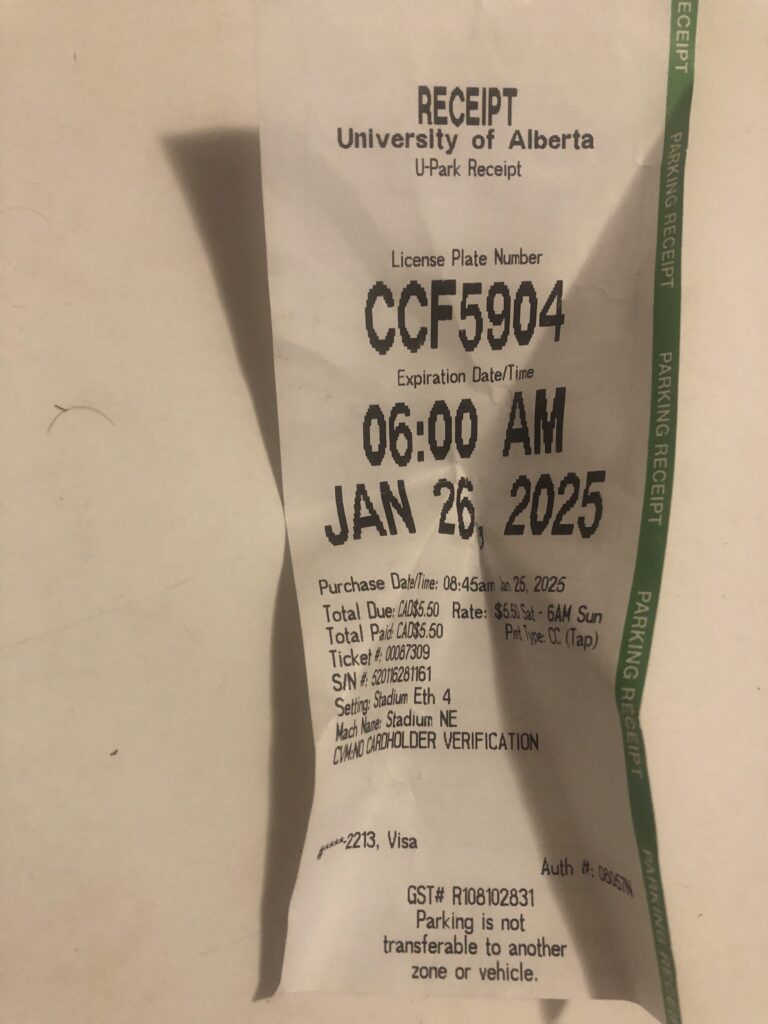 RECEIPT
University of Alberta
U-Park Receipt
License Plate Number
CCF5904
Expiration Date/Time
06:00 AM
JAN 26, 2025
Purchase Date/Time: 08:45am Jan 25, 2025
Total Due: CAD$5.50 Rate: $5.50 Sat - 6AM Sun
Total Paid: CAD$5.50 Pmt Type: CC (Tap)
Ticket #: 00087309
S/N #: 520116281161
Setting: Stadium Eth 4
Mach Name: Stadium NE
CVM:NO CARDHOLDER VERIFICATION
#****-2213, Visa
Auth #: 06057N
GST# R108102831
Parking is not
transferable to another
zone or vehicle.
RECEIPT
PARKING RECEIPT
PARKING RECEIPT
PARKING RECEIPT
PARKING RECEIPT